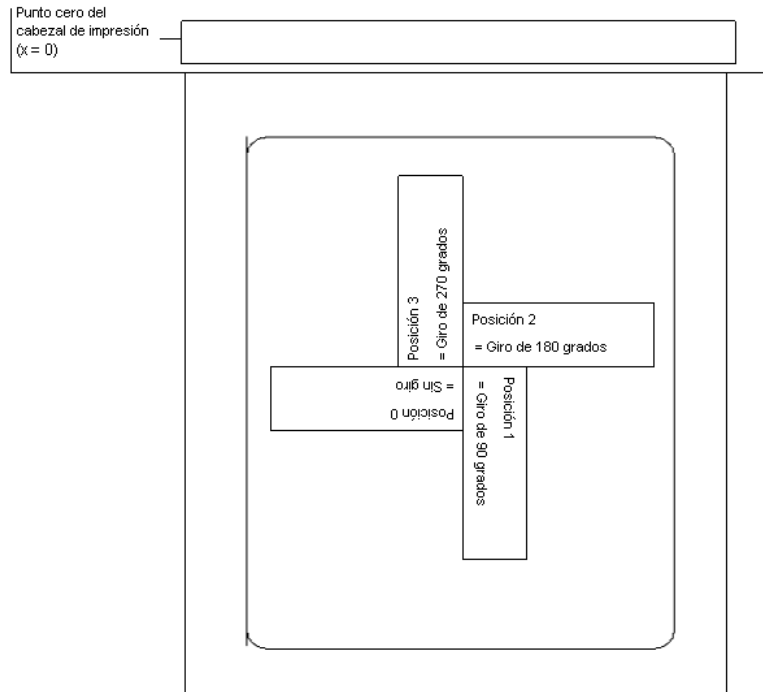 Punto cero del
cabezal de impresión
(x = 0)
Posición 3
= Giro de 270 grados
Posición 2
= Giro de 180 grados
Posición 0
= Sin giro
Posición 1
= Giro de 90 grados